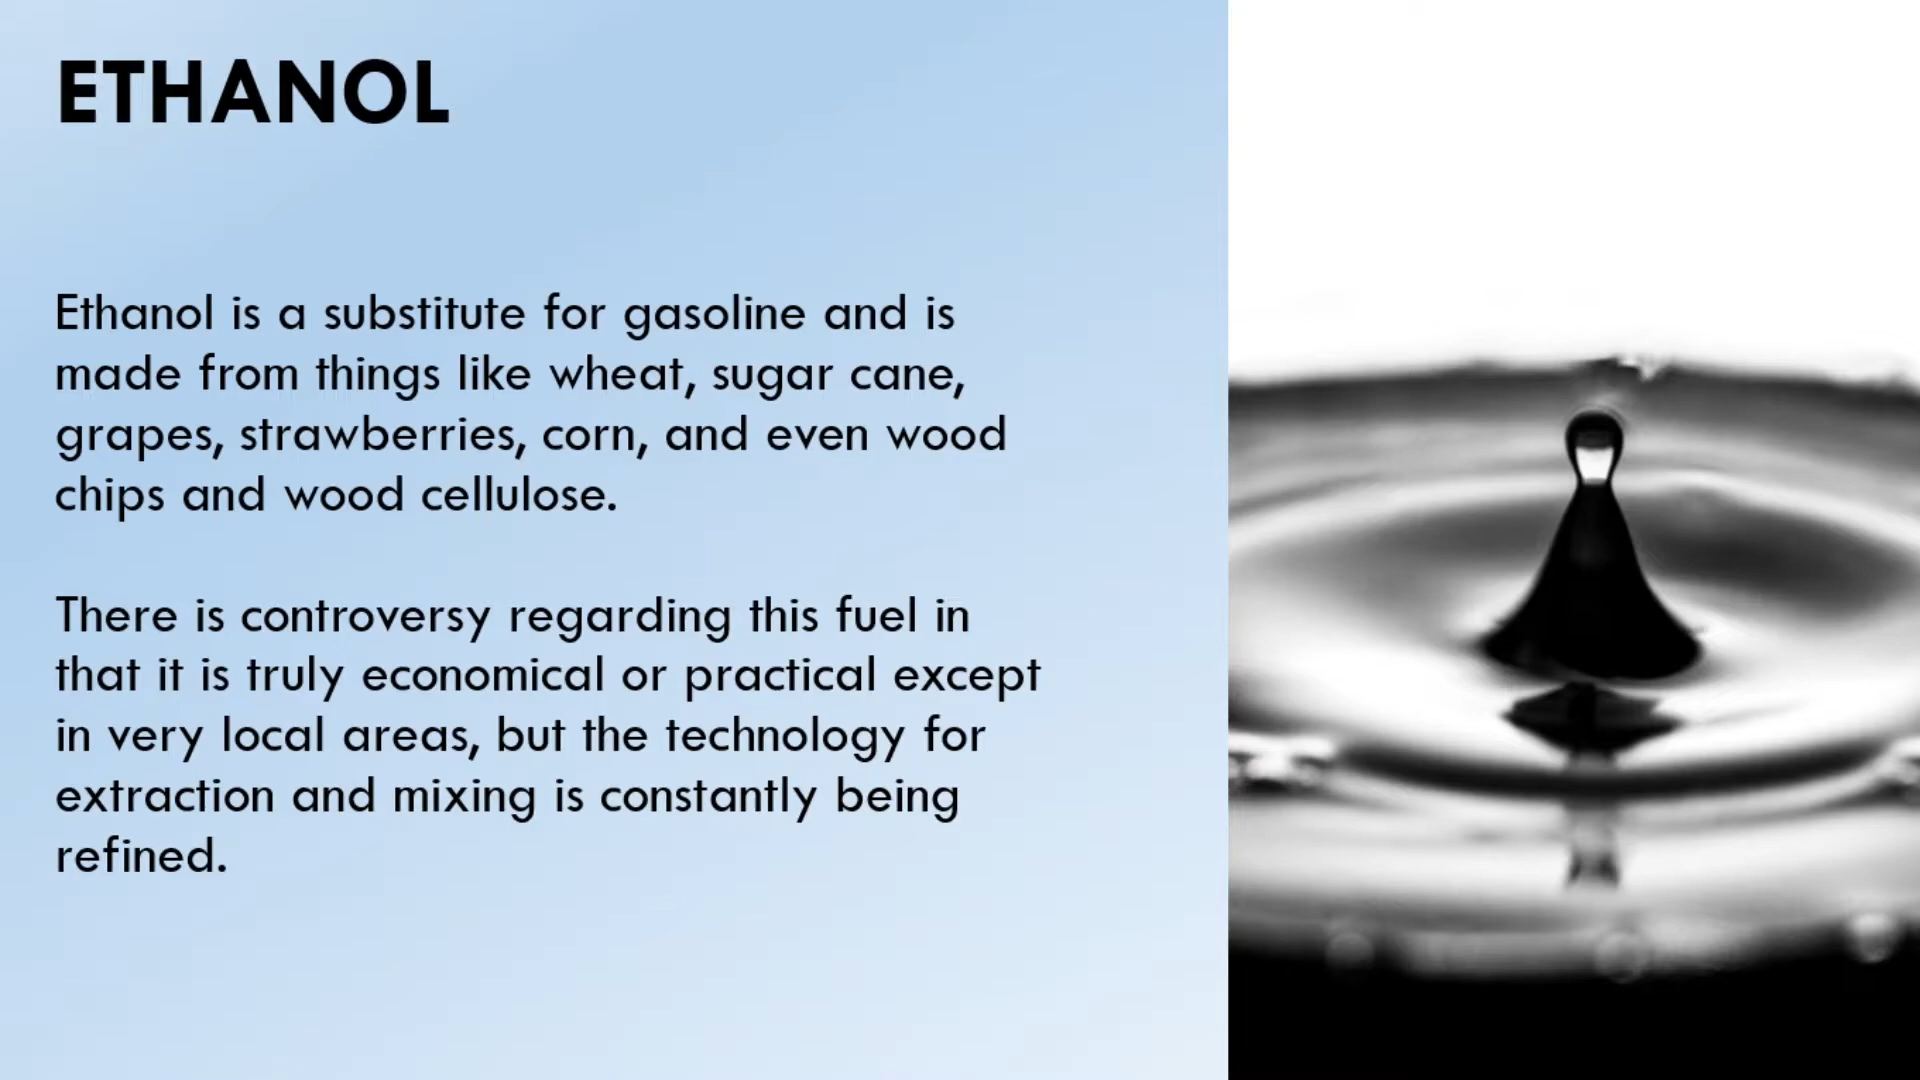 ETHANOL
Ethanol is a substitute for gasoline and is
made from things like wheat, sugar cane,
grapes, strawberries, corn, and even wood
chips and wood cellulose.
There is controversy regarding this fuel in
that it is truly economical or practical except
in very local areas, but the technology for
extraction and mixing is constantly being
refined.